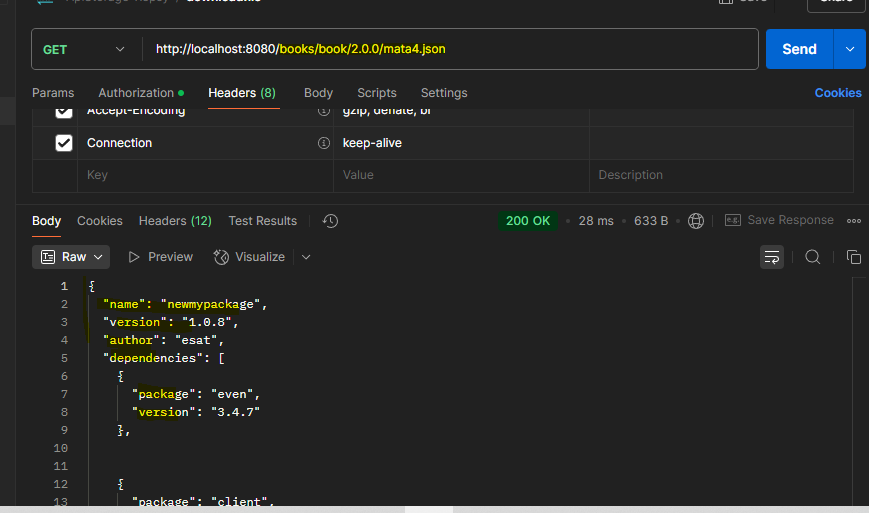 GET http://localhost:8080/books/book/2.0.0/mata4.json Send
Params Authorization Headers (8) Body Scripts Settings Cookies
Accept-Encoding gzip, deflate, br
Connection keep-alive
Key Value Description
Body Cookies Headers (12) Test Results 200 OK • 28 ms • 633 B • e.g. Save Response
Raw Preview Visualize
1 {
2 "name": "newmypackage",
3 "version": "1.0.8",
4 "author": "esat",
5 "dependencies": [
6 {
7 "package": "even",
8 "version": "3.4.7"
9 },
10
11
12 {
13 "package": "client",